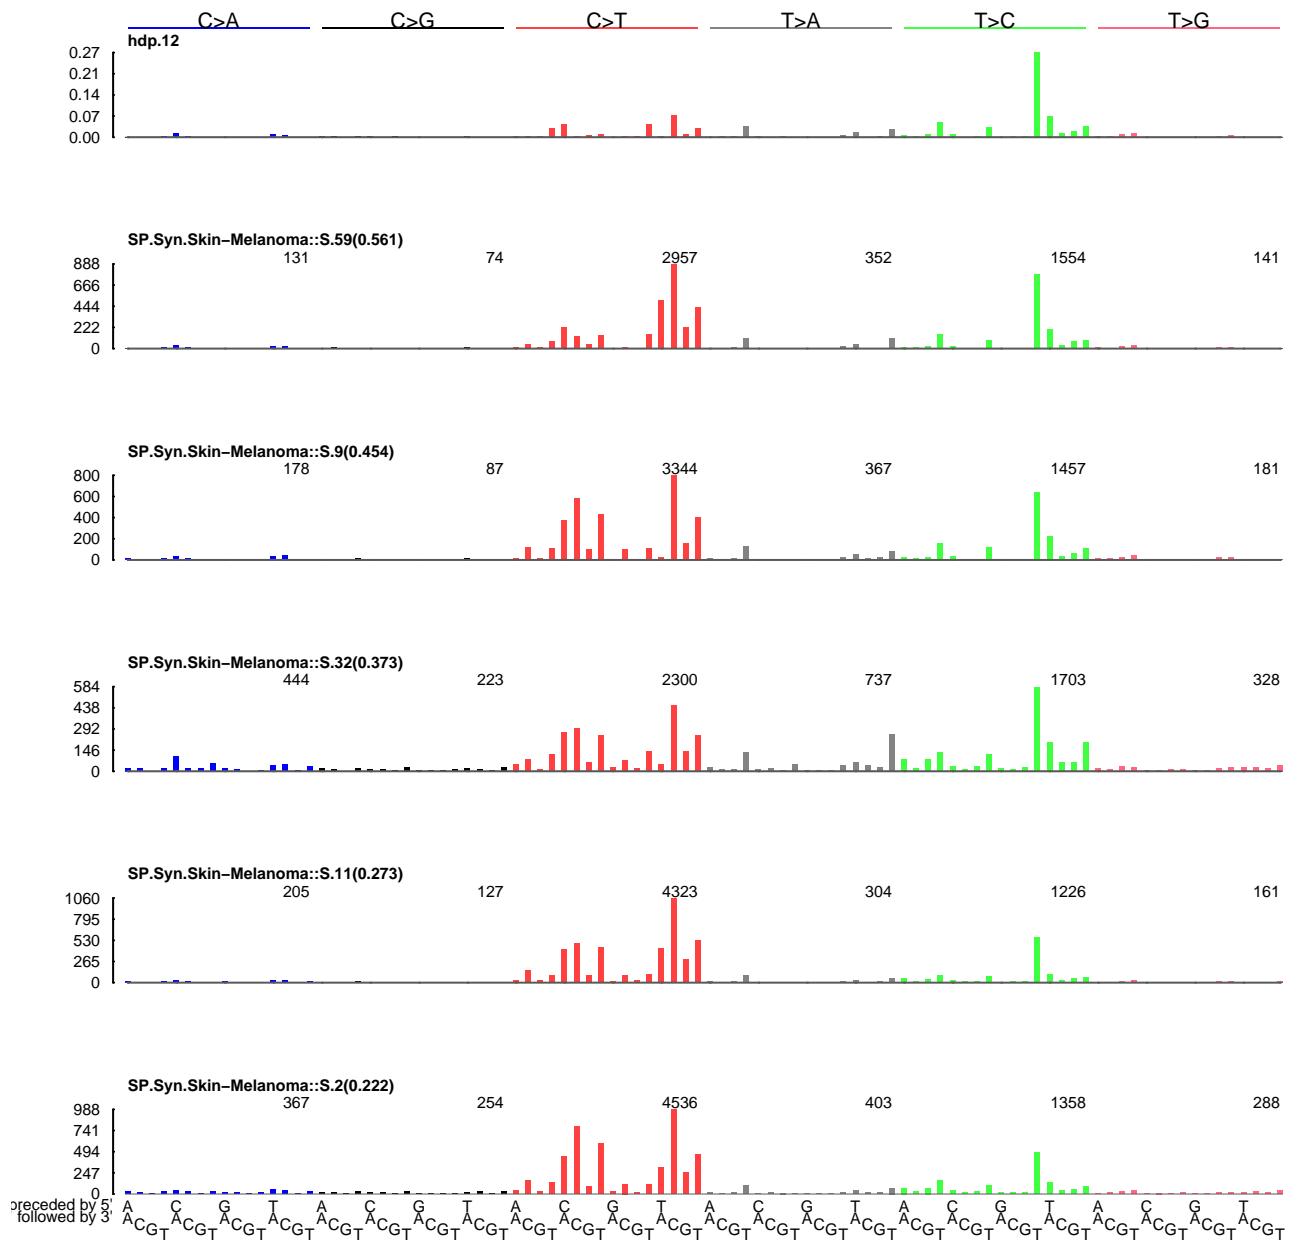 C>A C>G C>T T>A T>C T>G
hdp.12
0.27
0.21
0.14
0.07
0.00
SP.Syn.Skin−Melanoma::S.59(0.561)
131 74 2957 352 1554 141
888
666
444
222
0
SP.Syn.Skin−Melanoma::S.9(0.454)
178 87 3344 367 1457 181
800
600
400
200
0
SP.Syn.Skin−Melanoma::S.32(0.373)
444 223 2300 737 1703 328
584
438
292
146
0
SP.Syn.Skin−Melanoma::S.11(0.273)
205 127 4323 304 1226 161
1060
795
530
265
0
SP.Syn.Skin−Melanoma::S.2(0.222)
367 254 4536 403 1358 288
988
741
494
247
0
preceded by 5' A C G T A C G T A C G T A C G T A C G T A C G T
followed by 3' A C G T A C G T A C G T A C G T A C G T A C G T A C G T A C G T A C G T A C G T A C G T A C G T A C G T A C G T A C G T A C G T A C G T A C G T A C G T A C G T A C G T A C G T A C G T A C G T